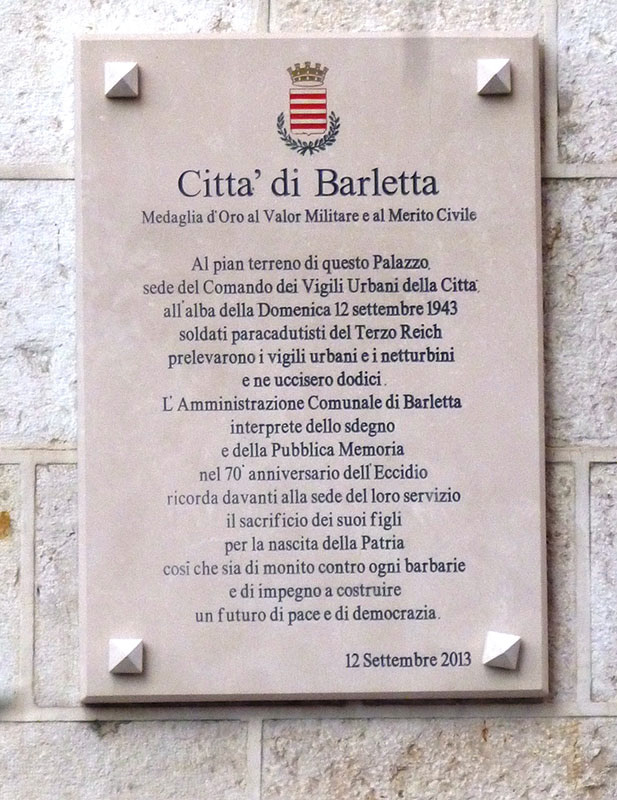 Citta' di Barletta
Medaglia d'Oro al Valor Militare e al Merito Civile
Al pian terreno di questo Palazzo,
sede del Comando dei Vigili Urbani della Citta'
all'alba della Domenica 12 settembre 1943
soldati paracadutisti del Terzo Reich
prelevarono i vigili urbani e i netturbini
e ne uccisero dodici.
L'Amministrazione Comunale di Barletta
interprete dello sdegno
e della Pubblica Memoria
nel 70° anniversario dell'Eccidio
ricorda davanti alla sede del loro servizio
il sacrificio dei suoi figli
per la nascita della Patria
così che sia di monito contro ogni barbarie
e di impegno a costruire
un futuro di pace e di democrazia.
12 Settembre 2013